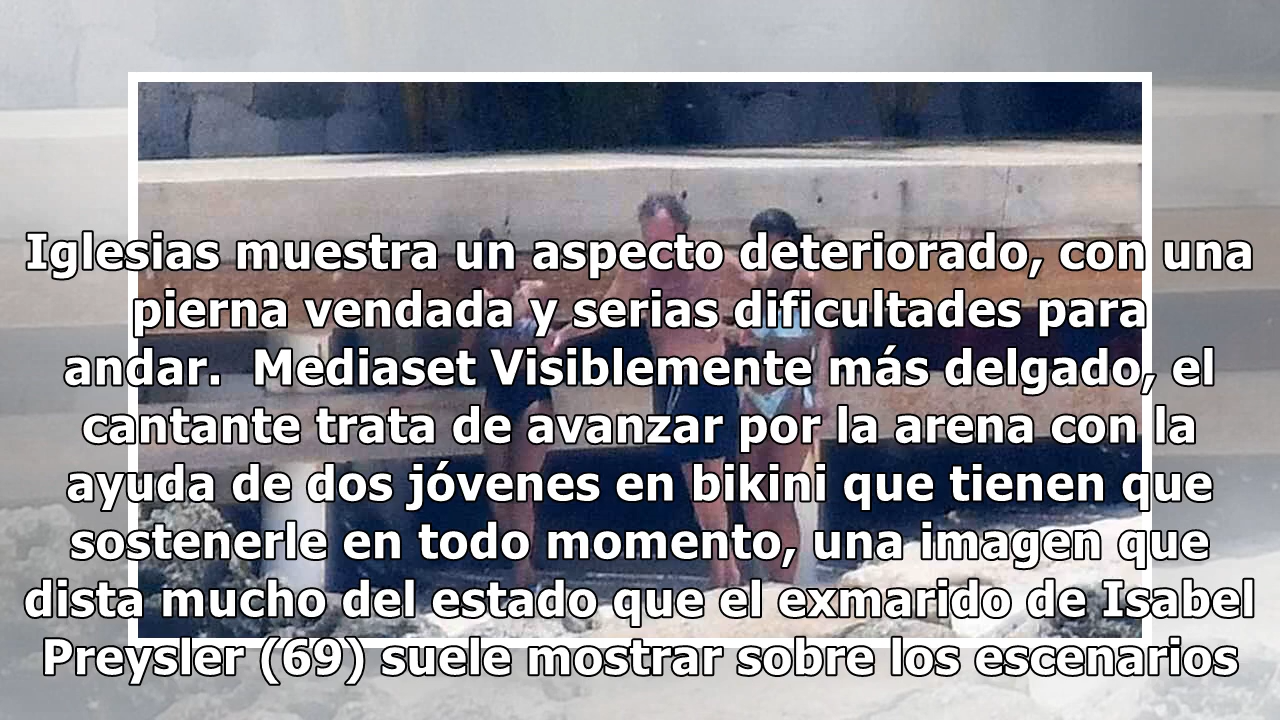 Iglesias muestra un aspecto deteriorado, con una
pierna vendada y serias dificultades para
andar.  Mediaset Visiblemente más delgado, el
cantante trata de avanzar por la arena con la
ayuda de dos jóvenes en bikini que tienen que
sostenerle en todo momento, una imagen que
dista mucho del estado que el exmarido de Isabel
Preysler (69) suele mostrar sobre los escenarios